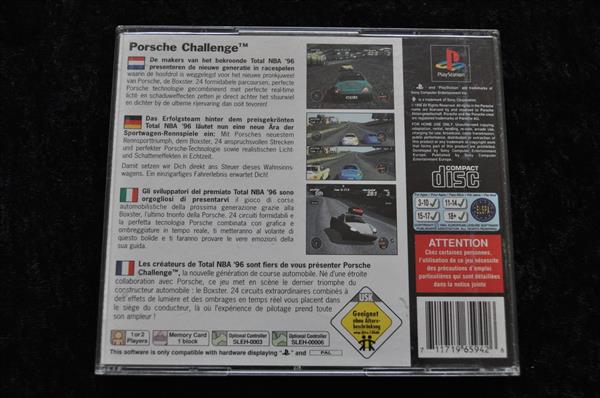 Porsche Challenge™
De makers van het bekroonde Total NBA '96
presenteren de nieuwe generatie in racespelen
waarin de hoofdrol is weggelegd voor het nieuwe pronkjuweel
van Porsche, de Boxster. 24 formidabele parcoursen, perfecte
Porsche technologie gecombineerd met perfecte real-time
licht en schaduweffecten zetten je direct achter het stuurwiel
en dichter bij de ultieme rijervaring dan ooit tevoren!
Das Erfolgsteam hinter dem preisgekrönten
Total NBA '96 läutet nun eine neue Ära der
Sportwagen-Rennspiele ein: Mit Porsches neuestem
Renntriumph, dem Boxster, 24 anspruchsvollen Strecken
und perfekter Porsche-Technologie sowie realistischen Licht-
und Schatteneffekten in Echtzeit.
Damit setzen wir Dich direkt ans Steuer dieses Wahnsinns-
wagens. Ein einzigartiges Fahrerlebnis erwartet Dich!
Gli sviluppatori del premiato Total NBA '96 sono
orgogliosi di presentarvi il gioco di corse
automobilistiche della prossima generazione grazie alla
Boxster, l'ultimo trionfo della Porsche. 24 circuiti formidabili e
la perfetta tecnologia Porsche combinata con grafica e
ombreggiature in tempo reale, ti metteranno al volante di
questo bolide e ti faranno provare le vere emozioni della
sua guida.
Les créateurs de Total NBA '96 sont fiers de vous présenter Porsche
Challenge™, la nouvelle génération de course automobile. Né d'une étroite
collaboration avec Porsche, ce jeu met en scène le dernier triomphe du
constructeur automobile : le Boxster. 24 circuits extraordinaires combinés à
des effets de lumière et des ombrages en temps réel vous placent dans
le siège du conducteur, là où l'expérience de pilotage prend toute
son ampleur!
1 or 2
Players
Memory Card
1 block
Optional Controller
SLEH-0003
Optional Controller
SLEH-00006
This software is only compatible with hardware displaying
and
PAL
USK
Geeignet
ohne Alters-
beschränkung
PlayStation
COMPACT
disc
3-10
11-14
15-17
18+
ATTENTION
Chez certaines personnes,
l'utilisation de ce jeu nécessite
des précautions d'emploi
particulières qui sont détaillées
dans la notice jointe
7 11719 65942 6